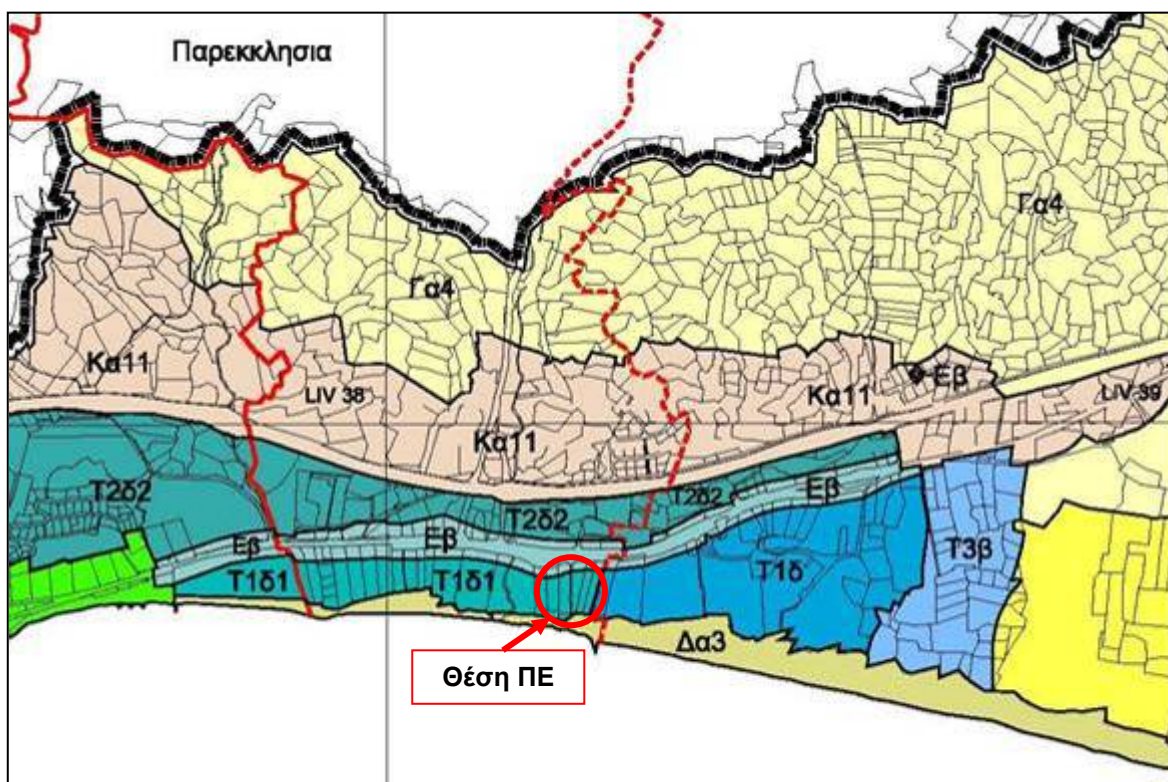 Παρεκκλησια
Γα4
Γα4
Κα11
LIV 38
Κα11
Κα11
Εβ
LIV 39
Τ2δ2
Τ2δ2
Τ2δ2
Εβ
Εβ
Εβ
Τ1δ1
Τ1δ1
Τ1δ
Τ3β
Δα3
Θέση ΠΕ